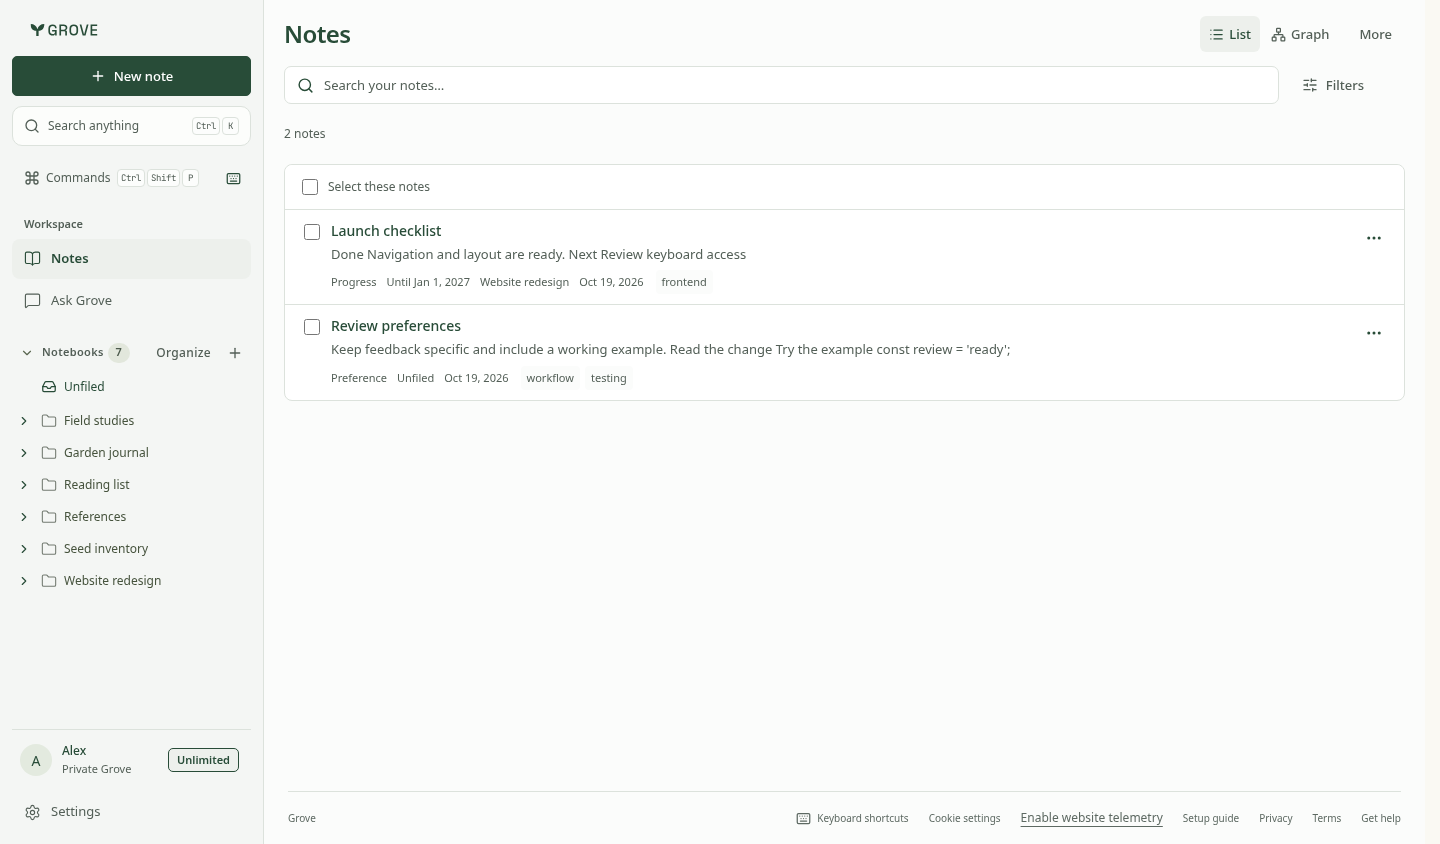 GROVE
New note
Search anything Ctrl K
Commands Ctrl Shift P
Workspace
Notes
Ask Grove
Notebooks 7 Organize
Unfiled
Field studies
Garden journal
Reading list
References
Seed inventory
Website redesign
A
Alex
Private Grove
Unlimited
Settings
Notes
List Graph More
Search your notes...
Filters
2 notes
Select these notes
Launch checklist
Done Navigation and layout are ready. Next Review keyboard access
Progress Until Jan 1, 2027 Website redesign Oct 19, 2026 frontend
Review preferences
Keep feedback specific and include a working example. Read the change Try the example const review = 'ready';
Preference Unfiled Oct 19, 2026 workflow testing
Grove Keyboard shortcuts Cookie settings Enable website telemetry Setup guide Privacy Terms Get help